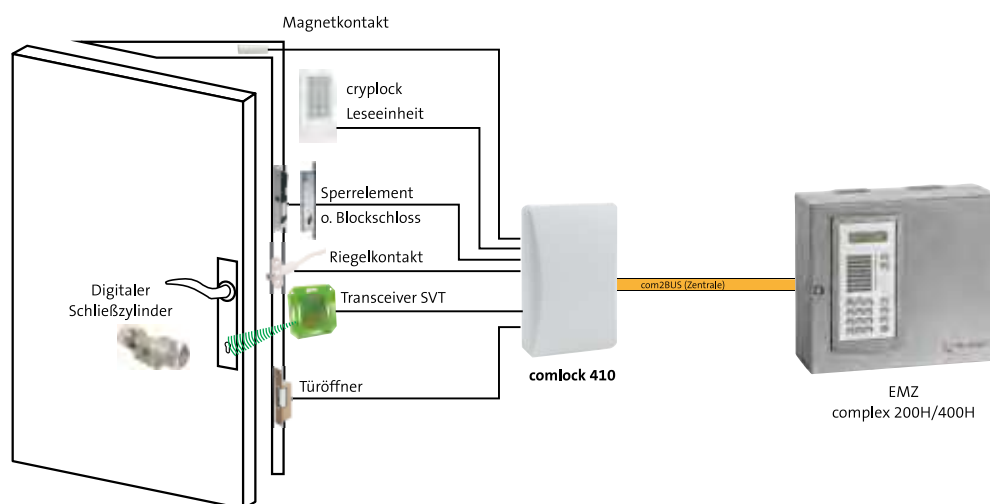 Magnetkontakt
cryplock
Leseeinheit
Sperrelement
o. Blockschloss
Riegelkontakt
Digitaler
Schließzylinder
Transceiver SVT
Türöffner
comlock 410
com2BUS (Zentrale)
EMZ
complex 200H/400H